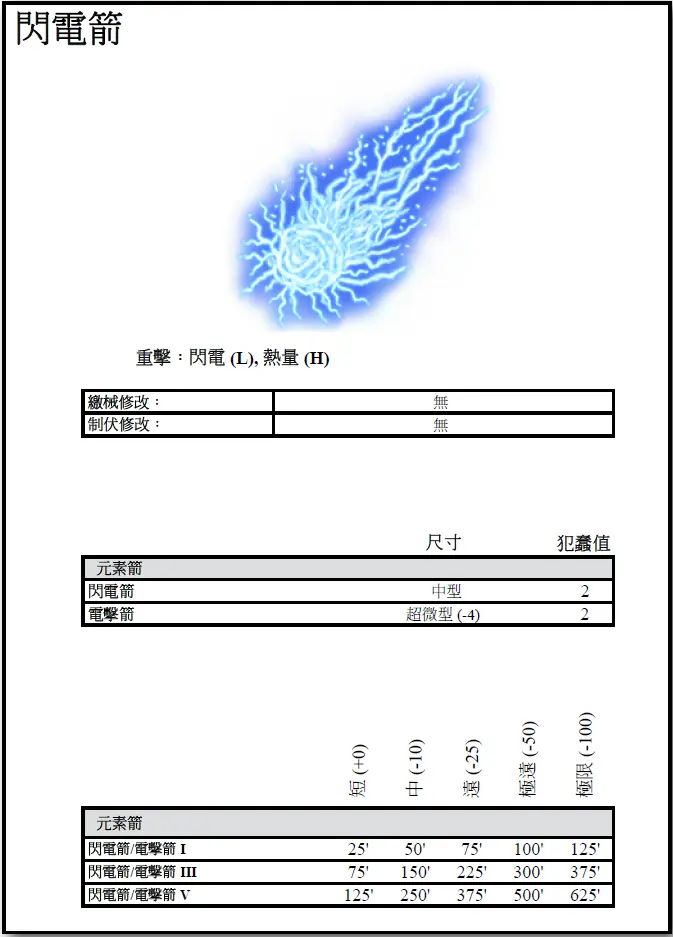 閃電箭
重擊：閃電 (L), 熱量 (H)
繳械修改： 無
制伏修改： 無
尺寸 犯蠢值
元素箭
閃電箭 中型 2
電擊箭 超微型 (-4) 2
短 (+0) 中 (-10) 遠 (-25) 極遠 (-50) 極限 (-100)
元素箭
閃電箭/電擊箭 I 25' 50' 75' 100' 125'
閃電箭/電擊箭 III 75' 150' 225' 300' 375'
閃電箭/電擊箭 V 125' 250' 375' 500' 625'